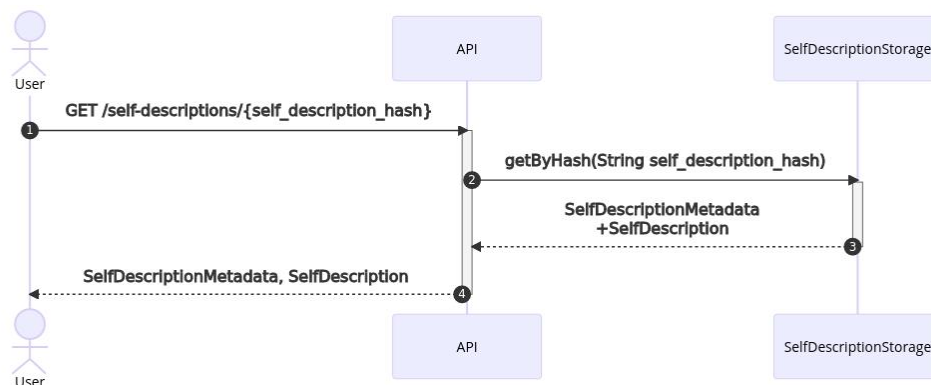 API
SelfDescriptionStorage
User
GET /self-descriptions/{self_description_hash}
1
getByHash(String self_description_hash)
2
SelfDescriptionMetadata
+SelfDescription
3
SelfDescriptionMetadata, SelfDescription
4
API
SelfDescriptionStorage
User